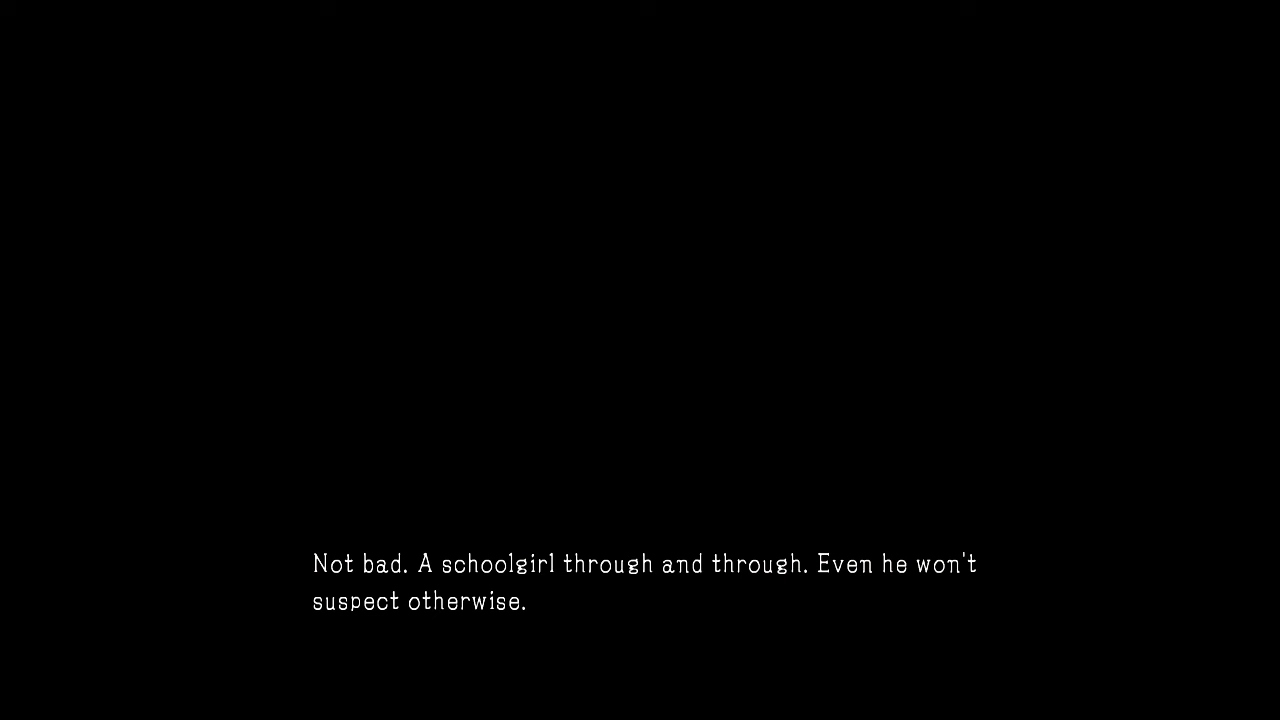 Not bad. A schoolgirl through and through. Even he won't
suspect otherwise.